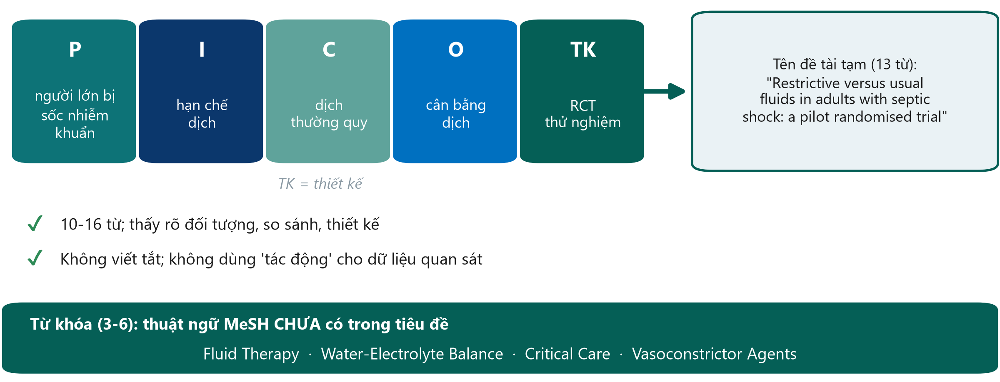 P
người lớn bị
sốc nhiễm
khuẩn
I
hạn chế
dịch
C
dịch
thường quy
O
cân bằng
dịch
TK
RCT
thử nghiệm
Tên đề tài tạm (13 từ):
"Restrictive versus usual
fluids in adults with septic
shock: a pilot randomised trial"
TK = thiết kế
10-16 từ; thấy rõ đối tượng, so sánh, thiết kế
Không viết tắt; không dùng 'tác động' cho dữ liệu quan sát
Từ khóa (3-6): thuật ngữ MeSH CHƯA có trong tiêu đề
Fluid Therapy · Water-Electrolyte Balance · Critical Care · Vasoconstrictor Agents